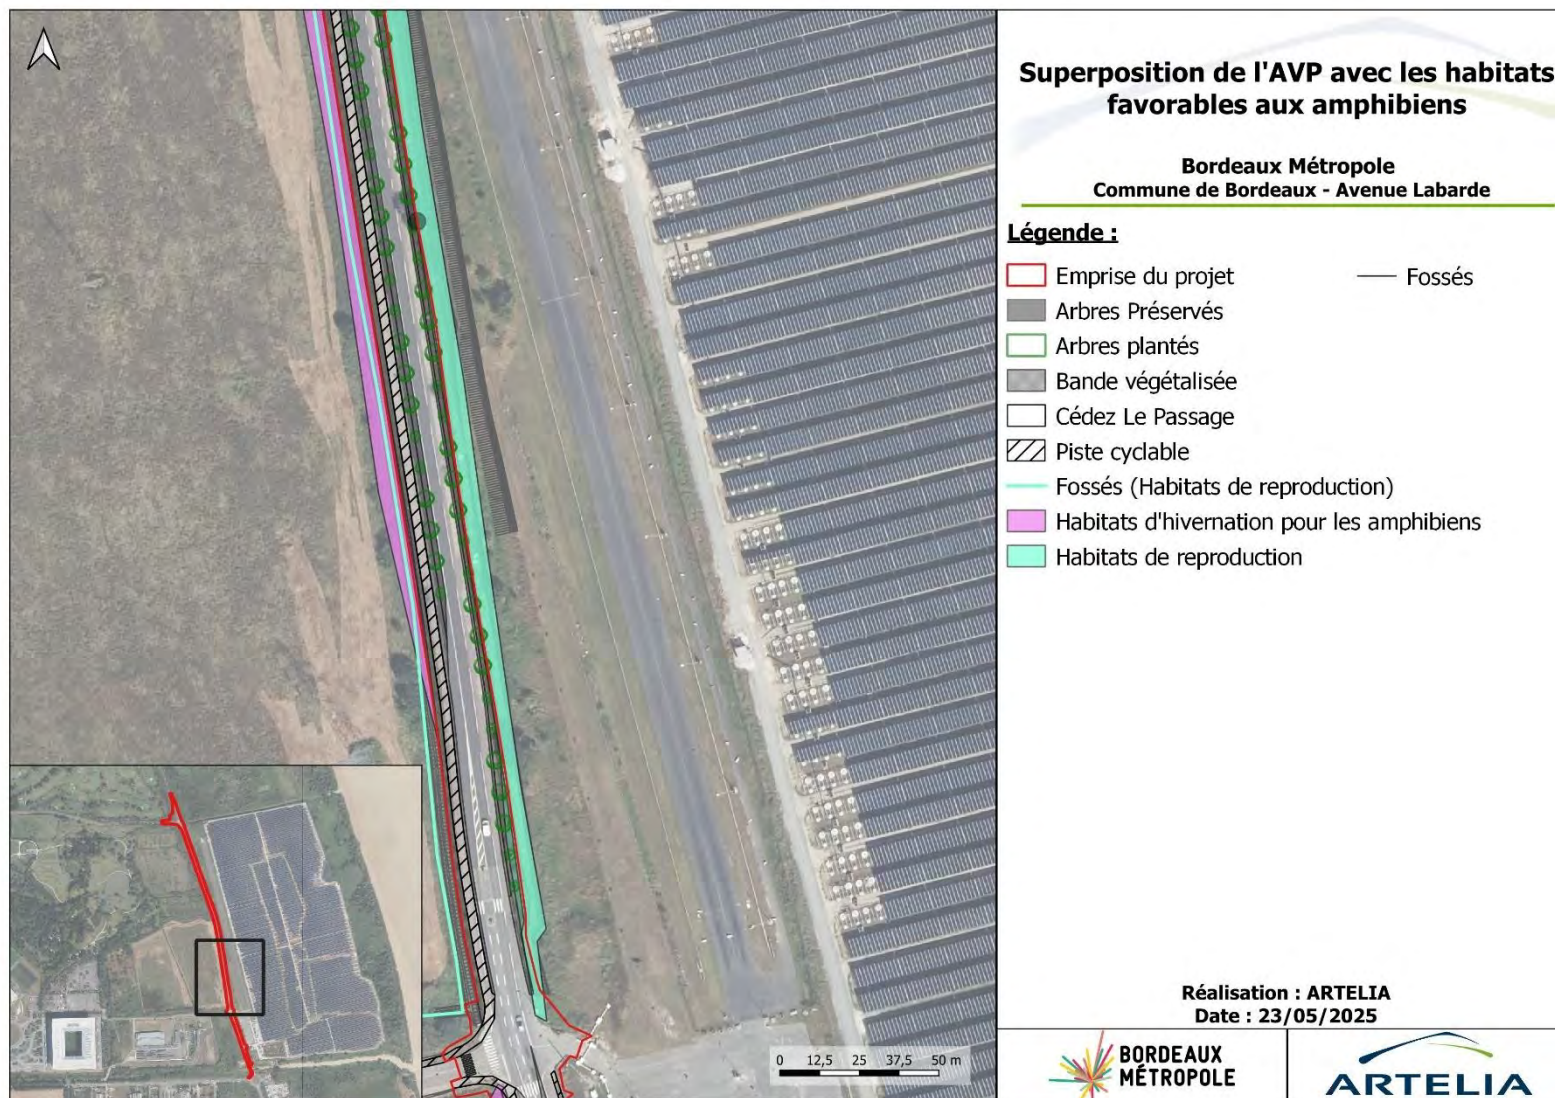 Superposition de l'AVP avec les habitats
favorables aux amphibiens
Bordeaux Métropole
Commune de Bordeaux - Avenue Labarde
Légende :
Emprise du projet
Fossés
Arbres Préservés
Arbres plantés
Bande végétalisée
Cédez Le Passage
Piste cyclable
Fossés (Habitats de reproduction)
Habitats d'hivernation pour les amphibiens
Habitats de reproduction
0 12,5 25 37,5 50 m
Réalisation : ARTELIA
Date : 23/05/2025
BORDEAUX
MÉTROPOLE
ARTELIA